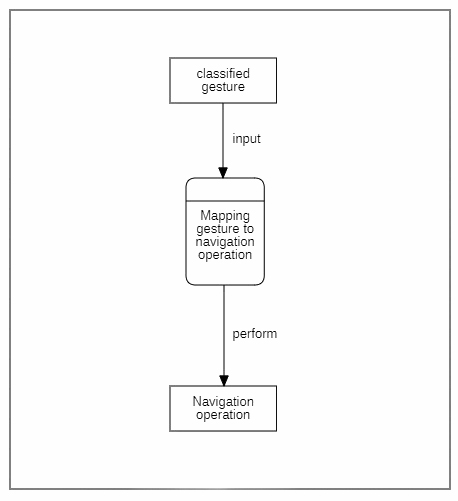 classified
gesture
input
Mapping
gesture to
navigation
operation
perform
Navigation
operation